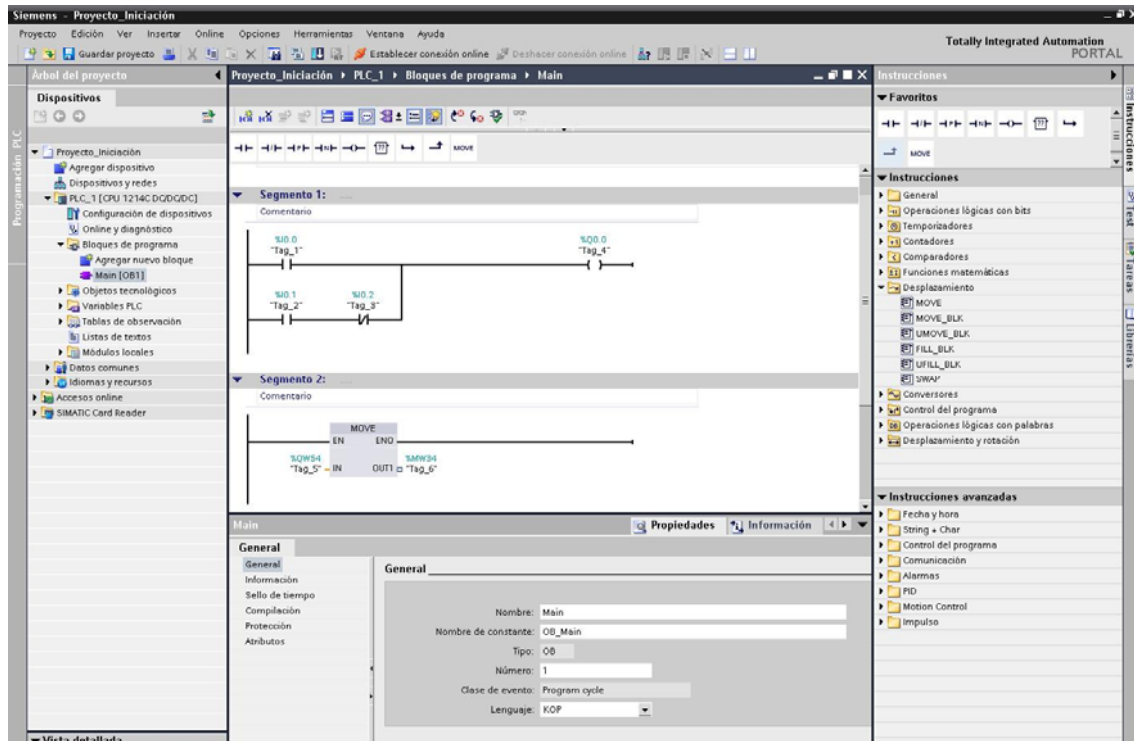 Siemens - Proyecto_Iniciación
Proyecto Edición Ver Insertar Online Opciones Herramientas Ventana Ayuda
Guardar proyecto Establecer conexión online Deshacer conexión online
Totally Integrated Automation
PORTAL
Programación PLC
Árbol del proyecto
Dispositivos
Proyecto_Iniciación
Agregar dispositivo
Dispositivos y redes
PLC_1 [CPU 1214C DC/DC/DC]
Configuración de dispositivos
Online y diagnóstico
Bloques de programa
Agregar nuevo bloque
Main [OB1]
Objetos tecnológicos
Variables PLC
Tablas de observación
Listas de textos
Módulos locales
Datos comunes
Idiomas y recursos
Accesos online
SIMATIC Card Reader
Vista detallada
Proyecto_Iniciación PLC_1 Bloques de programa Main
MOVE
Segmento 1: .....
Comentario
%I0.0
"Tag_1"
%Q0.0
"Tag_4"
%I0.1
"Tag_2"
%I0.2
"Tag_3"
Segmento 2: .....
Comentario
MOVE
EN ENO
%QW54
"Tag_5" IN
%MW34
OUT1 "Tag_6"
Main
Propiedades
Información
General
General
Información
Sello de tiempo
Compilación
Protección
Atributos
General
Nombre: Main
Nombre de constante: OB_Main
Tipo: OB
Número: 1
Clase de evento: Program cycle
Lenguaje: KOP
Instrucciones
Favoritos
MOVE
Instrucciones
General
Operaciones lógicas con bits
Temporizadores
Contadores
Comparadores
Funciones matemáticas
Desplazamiento
MOVE
MOVE_BLK
UMOVE_BLK
FILL_BLK
UFILL_BLK
SWAP
Conversores
Control del programa
Operaciones lógicas con palabras
Desplazamiento y rotación
Instrucciones avanzadas
Fecha y hora
String + Char
Control del programa
Comunicación
Alarmas
PID
Motion Control
Impulso
Instrucciones
Test
Tareas
Librerías